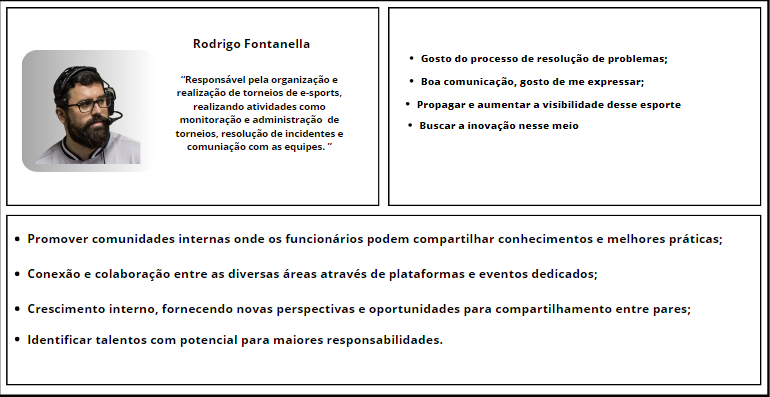 Rodrigo Fontanella
"Responsável pela organização e
realização de torneios de e-sports,
realizando atividades como
monitoração e administração de
torneios, resolução de incidentes e
comuniação com as equipes. "
• Gosto do processo de resolução de problemas;
• Boa comunicação, gosto de me expressar;
• Propagar e aumentar a visibilidade desse esporte
• Buscar a inovação nesse meio
• Promover comunidades internas onde os funcionários podem compartilhar conhecimentos e melhores práticas;
• Conexão e colaboração entre as diversas áreas através de plataformas e eventos dedicados;
• Crescimento interno, fornecendo novas perspectivas e oportunidades para compartilhamento entre pares;
• Identificar talentos com potencial para maiores responsabilidades.